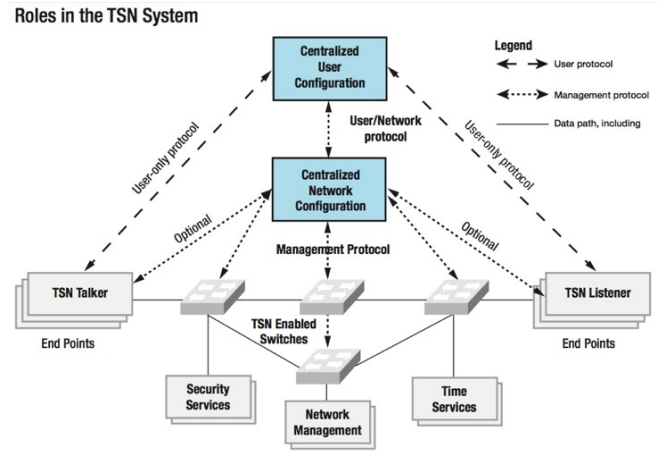 Roles in the TSN System
Centralized
User
Configuration
Legend
User protocol
Management protocol
Data path, including
User/Network
protocol
User-only protocol
User-only protocol
Centralized
Network
Configuration
Optional
Optional
Management Protocol
TSN Talker
TSN Listener
End Points
TSN Enabled
Switches
End Points
Security
Services
Time
Services
Network
Management